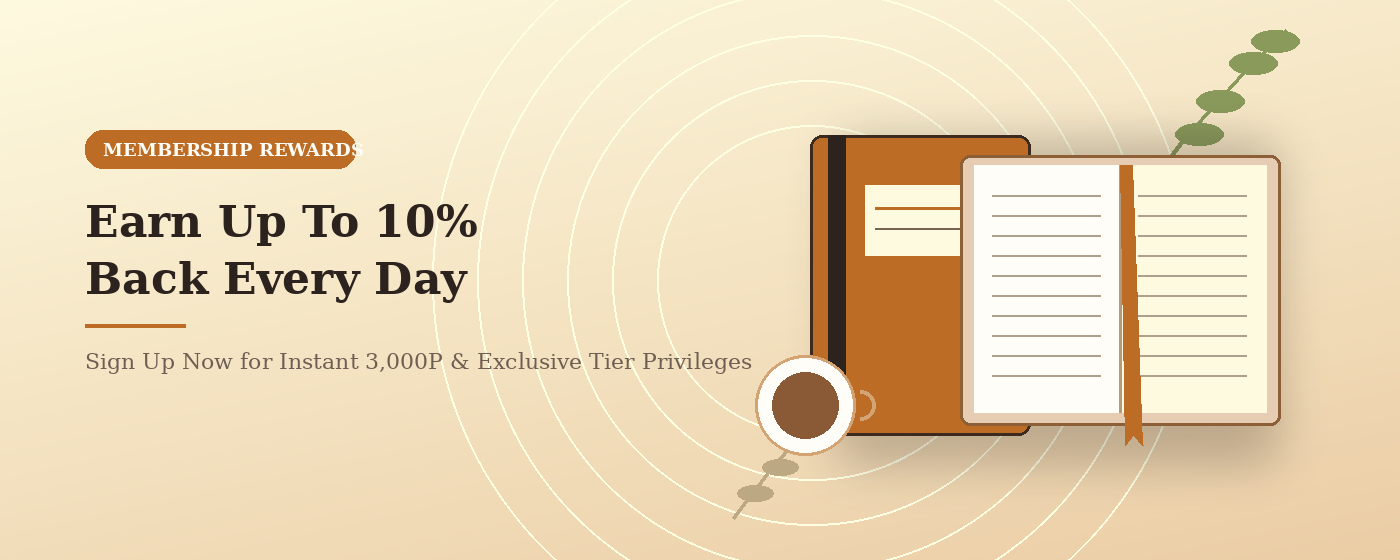 MEMBERSHIP REWARDS
Earn Up To 10%
Back Every Day
Sign Up Now for Instant 3,000P & Exclusive Tier Privileges